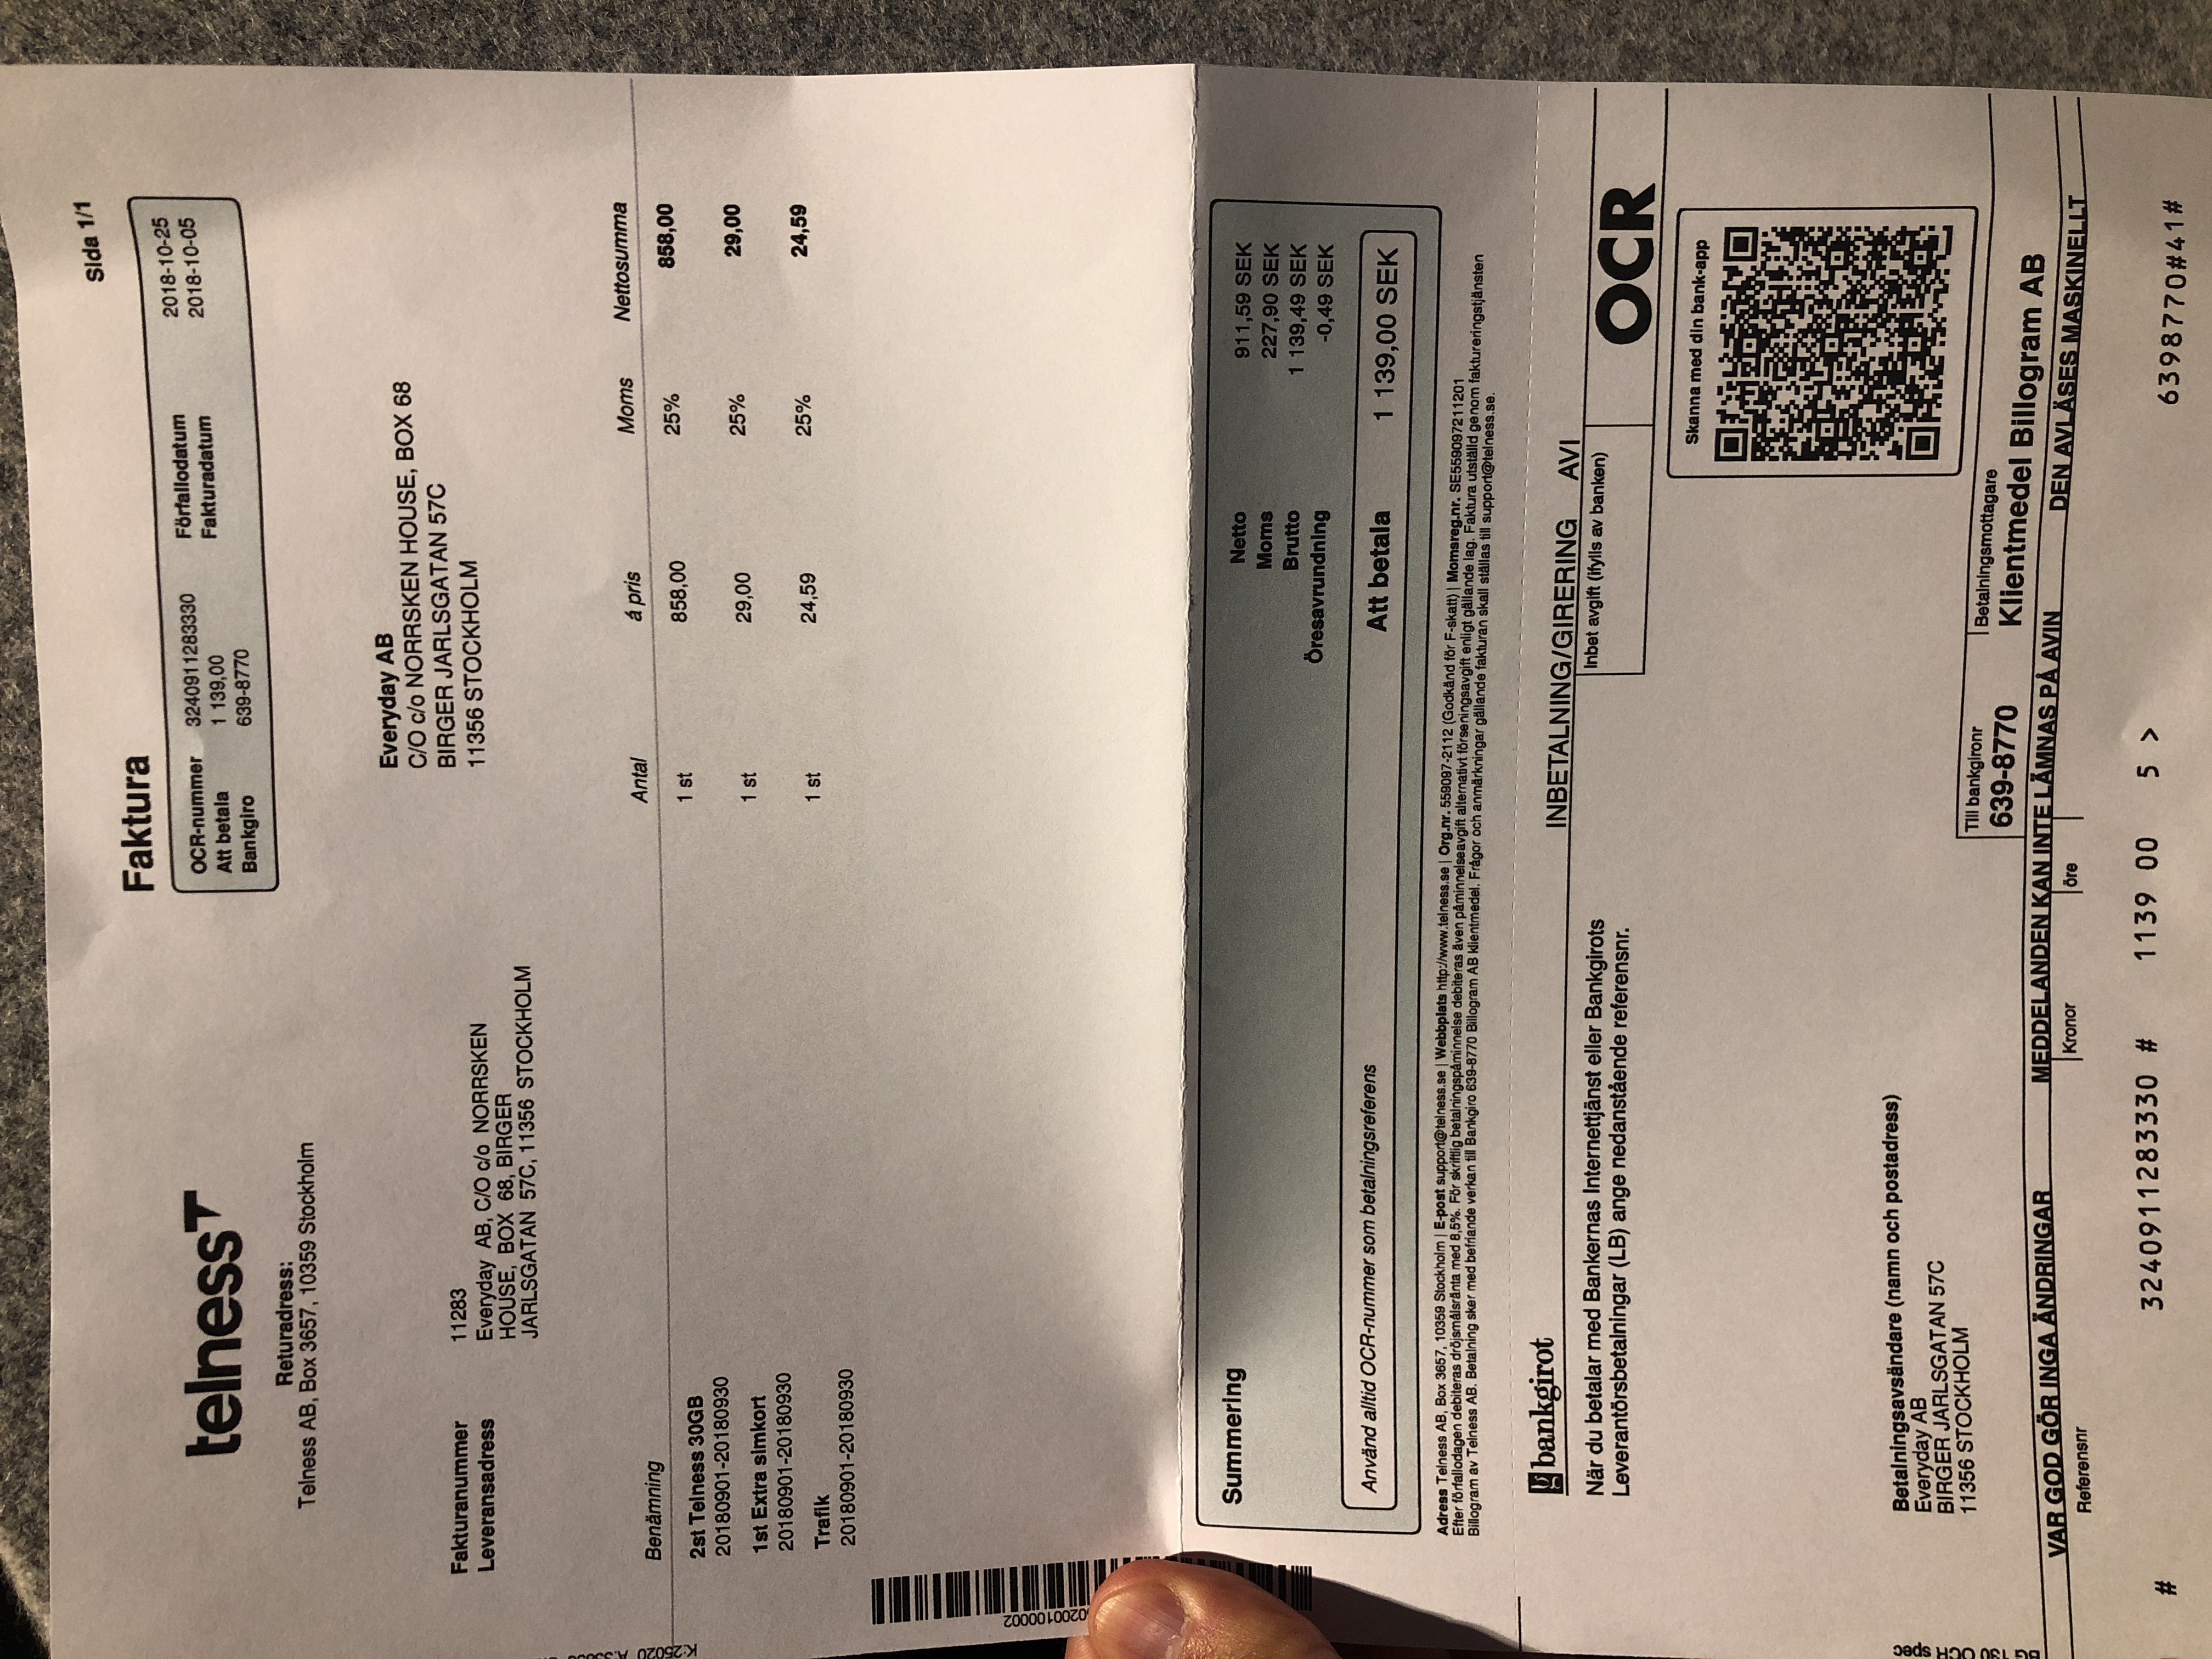 Sida 1/1
Faktura
telness
OCR-nummer 3240911283330 Förfallodatum 2018-10-25
Att betala 1 139,00 Fakturadatum 2018-10-05
Bankgiro 639-8770
Returadress:
Telness AB, Box 3657, 10359 Stockholm
Everyday AB
C/O c/o NORRSKEN HOUSE, BOX 68
BIRGER JARLSGATAN 57C
11356 STOCKHOLM
Fakturanummer 11283
Leveransadress Everyday AB, C/O c/o NORRSKEN
HOUSE, BOX 68, BIRGER
JARLSGATAN 57C, 11356 STOCKHOLM
K:25020
Benämning Antal á pris Moms Nettosumma
2st Telness 30GB 1 st 858,00 25% 858,00
20180901-20180930
1st Extra simkort 1 st 29,00 25% 29,00
20180901-20180930
Trafik 1 st 24,59 25% 24,59
20180901-20180930
Summering
Netto 911,59 SEK
Moms 227,90 SEK
Brutto 1 139,49 SEK
Öresavrundning -0,49 SEK
Använd alltid OCR-nummer som betalningsreferens Att betala 1 139,00 SEK
Adress Telness AB, Box 3657, 10359 Stockholm | E-post support@telness.se | Webbplats http://www.telness.se | Org.nr. 559097-2112 (Godkänd för F-skatt) | Momsreg.nr. SE559097211201
Efter förfallodagen debiteras dröjsmålsränta med 8,5%. För skriftlig betalningspåminnelse debiteras även påminnelseavgift alternativt förseningsavgift enligt gällande lag. Faktura utställd genom faktureringstjänsten
Billogram av Telness AB. Betalning sker med befriande verkan till Bankgiro 639-8770 Billogram AB klientmedel. Frågor och anmärkningar gällande fakturan skall ställas till support@telness.se.
bankgirot
INBETALNING/GIRERING AVI
När du betalar med Bankernas Internettjänst eller Bankgirots
Leverantörsbetalningar (LB) ange nedanstående referensnr.
Inbet avgift (ifylls av banken)
OCR
Skanna med din bank-app
Betalningsavsändare (namn och postadress)
Everyday AB
BIRGER JARLSGATAN 57C
11356 STOCKHOLM
BG 130 OCR spec
Till bankgironr Betalningsmottagare
639-8770 Klientmedel Billogram AB
VAR GOD GÖR INGA ÄNDRINGAR MEDDELANDEN KAN INTE LÄMNAS PÅ AVIN DEN AVLÄSES MASKINELLT
Referensnr Kronor öre
# 3240911283330 # 1139 00 5 > 6398770#41#